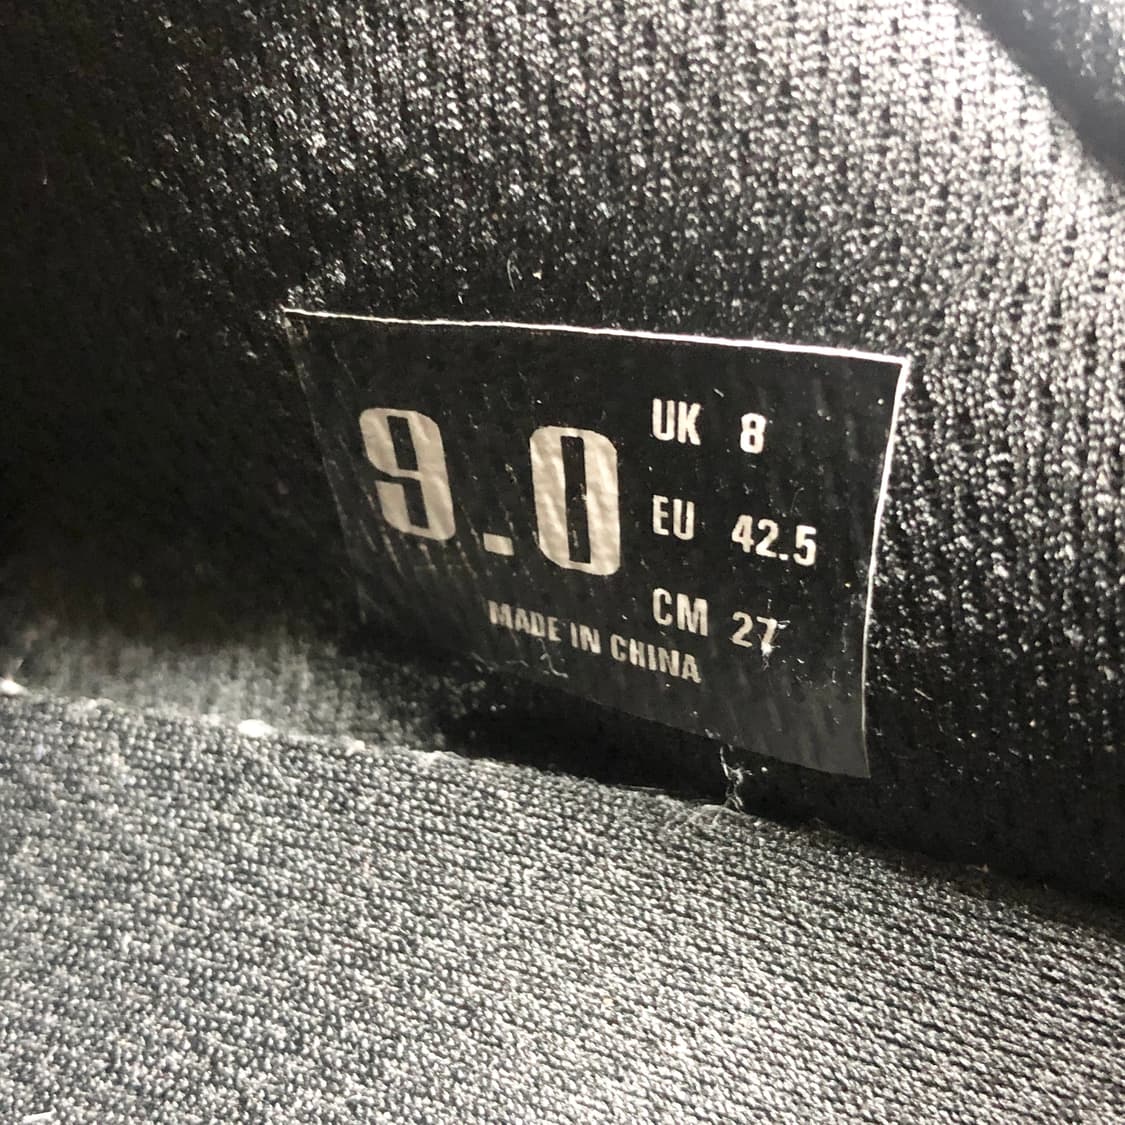 9.0
UK 8
EU 42.5
CM 27
MADE IN CHINA